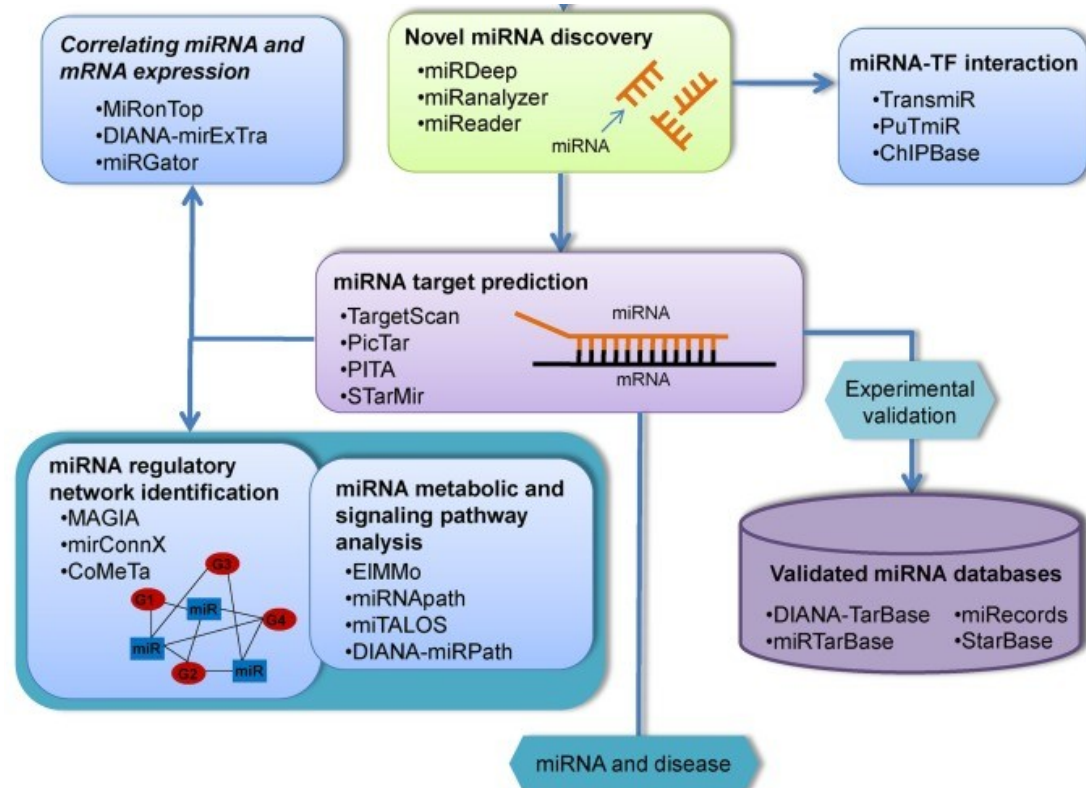 Correlating miRNA and
mRNA expression
•MiRonTop
•DIANA-mirExTra
•miRGator
Novel miRNA discovery
•miRDeep
•miRanalyzer
•miReader
miRNA
miRNA-TF interaction
•TransmiR
•PuTmiR
•ChIPBase
miRNA target prediction
•TargetScan
•PicTar
•PITA
•STarMir
miRNA
mRNA
Experimental
validation
miRNA regulatory
network identification
•MAGIA
•mirConnX
•CoMeTa
G3
G1
miR
G4
miR
G2
miR
miRNA metabolic and
signaling pathway
analysis
•EIMMo
•miRNApath
•miTALOS
•DIANA-miRPath
Validated miRNA databases
•DIANA-TarBase •miRecords
•miRTarBase •StarBase
miRNA and disease